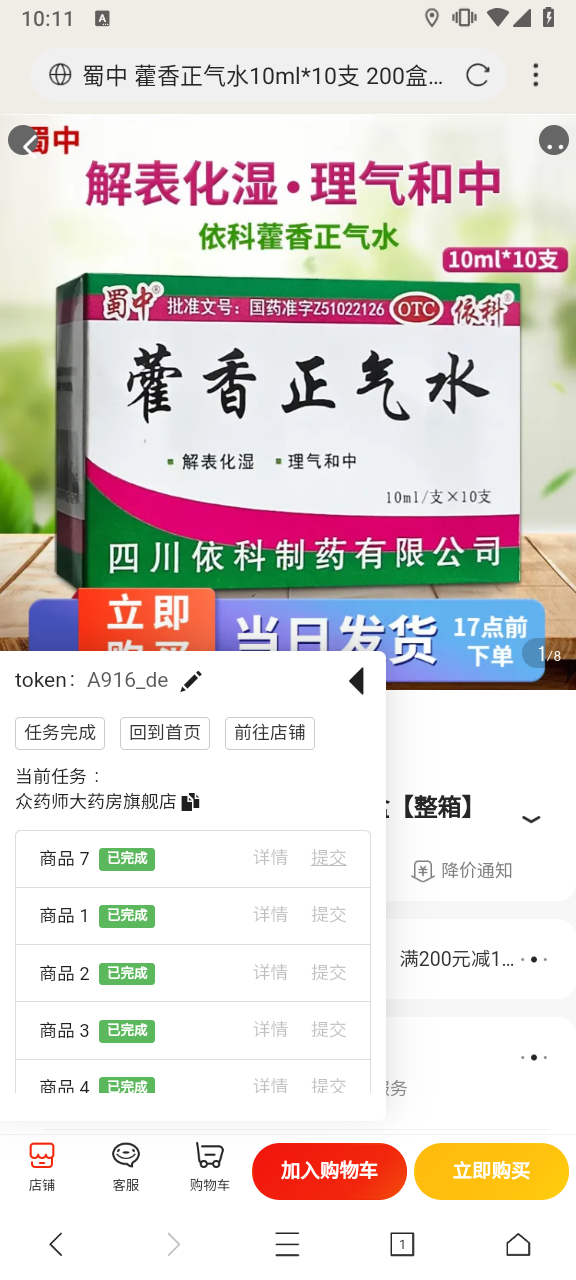 10:11
A
蜀中 藿香正气水10ml*10支 200盒...
蜀中
解表化湿·理气和中
依科藿香正气水
10ml*10支
蜀中® 批准文号：国药准字Z51022126 OTC 依科®
藿香正气水
解表化湿 理气和中
10ml/支×10支
四川依科制药有限公司
立即
购买
当日发货
17点前
下单
1/8
token： A916_de
任务完成 回到首页 前往店铺
当前任务：
众药师大药房旗舰店
【整箱】
降价通知
满200元减1...
服务
商品 7 已完成 详情 提交
商品 1 已完成 详情 提交
商品 2 已完成 详情 提交
商品 3 已完成 详情 提交
商品 4 已完成 详情 提交
店铺 客服 购物车 加入购物车 立即购买
1